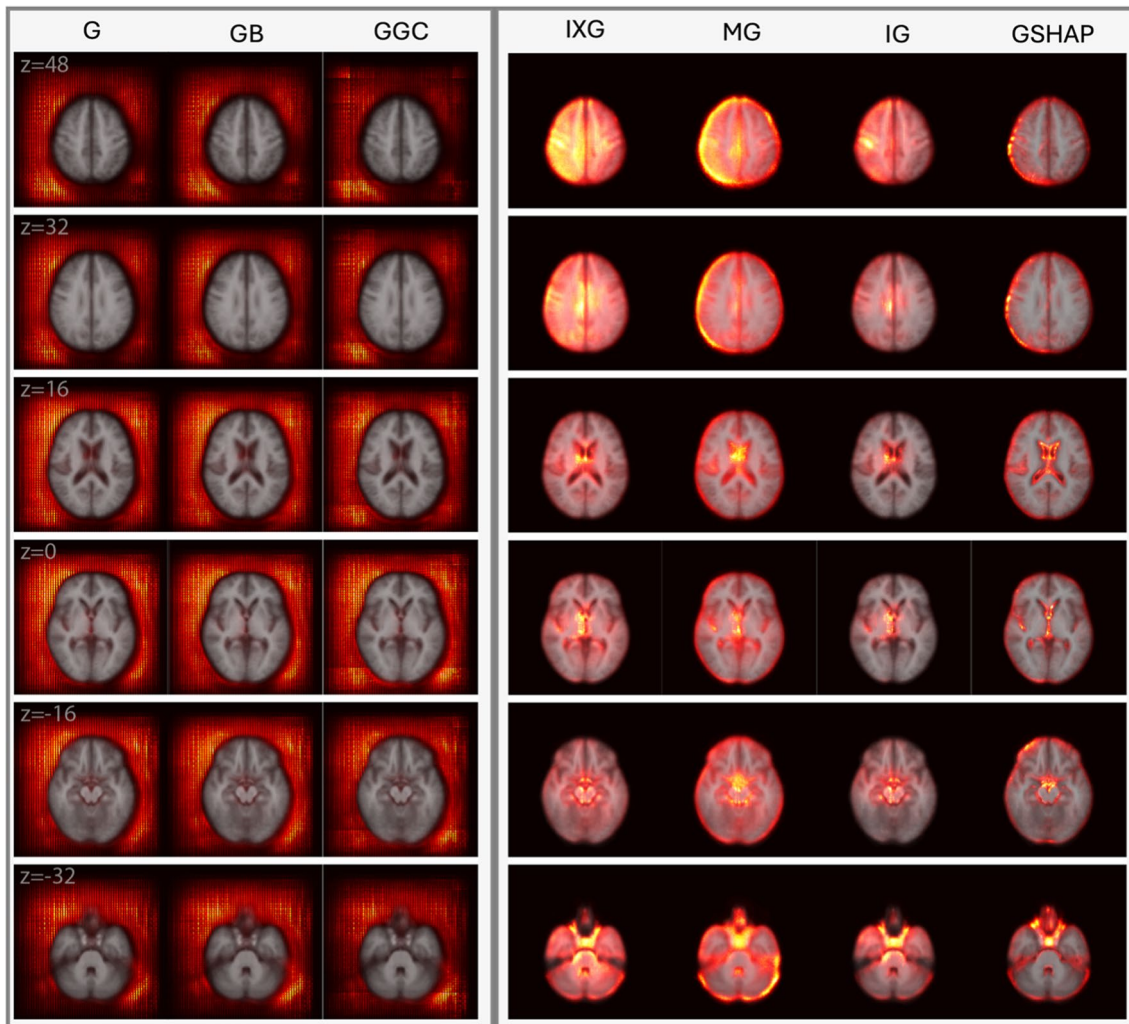 G GB GGC IXG MG IG GSHAP
z=48
z=32
z=16
z=0
z=-16
z=-32